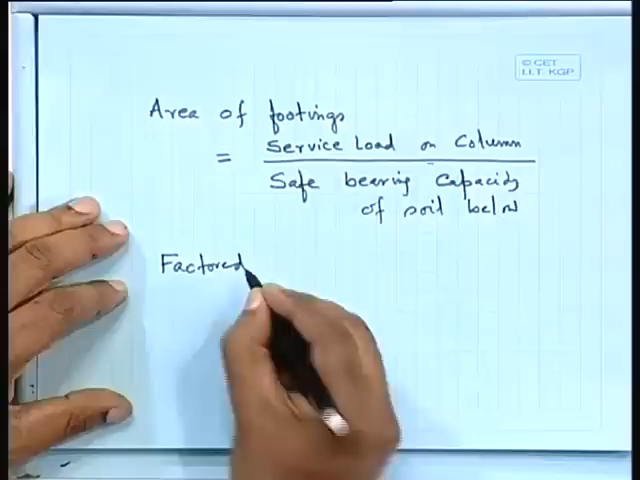 © CET
I.I.T. KGP
Area of footings
= Service Load on Column
Safe bearing Capacity
of soil below
Factored